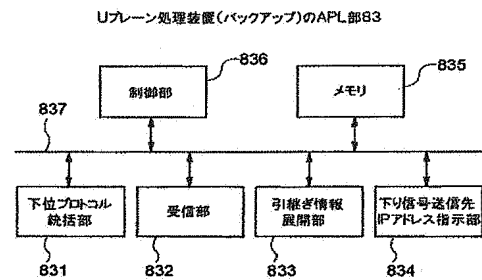 Uプレーン処理装置(バックアップ)のAPL部83
836
835
制御部
メモリ
837
下位プロトコル
統括部
受信部
引継ぎ情報
展開部
下り信号送信先
IPアドレス指示部
831
832
833
834